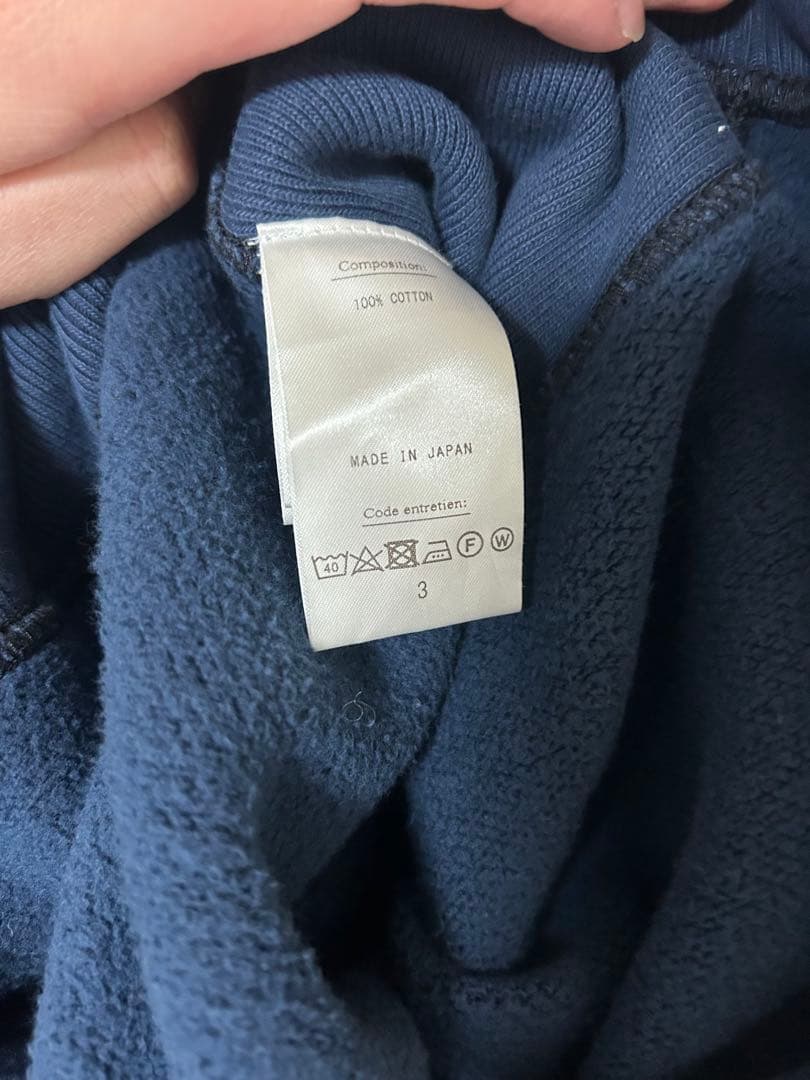 Composition:
100% COTTON
MADE IN JAPAN
Code entretien:
40 F W
3